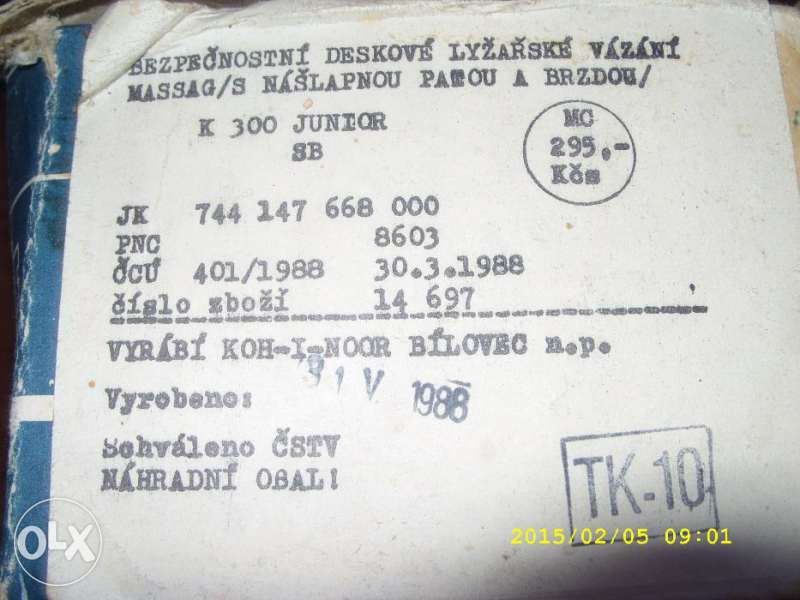 BEZPEČNOSTNÍ DESKOVÉ LYŽAŘSKÉ VÁZÁNÍ
MASSAG/S NÁŠLAPNOU PATOU A BRZDOU/
K 300 JUNIOR
SB
MC
295,-
Kčs
JK 744 147 668 000
PNC 8603
ČCÚ 401/1988 30.3.1988
číslo zboží 14 697
VYRÁBÍ KOH-I-NOOR BÍLOVEC n.p.
Vyrobeno: 31 V 1988
Schváleno ČSTV
NÁHRADNÍ OBAL!
TK-10
2015/02/05 09:01
OLX